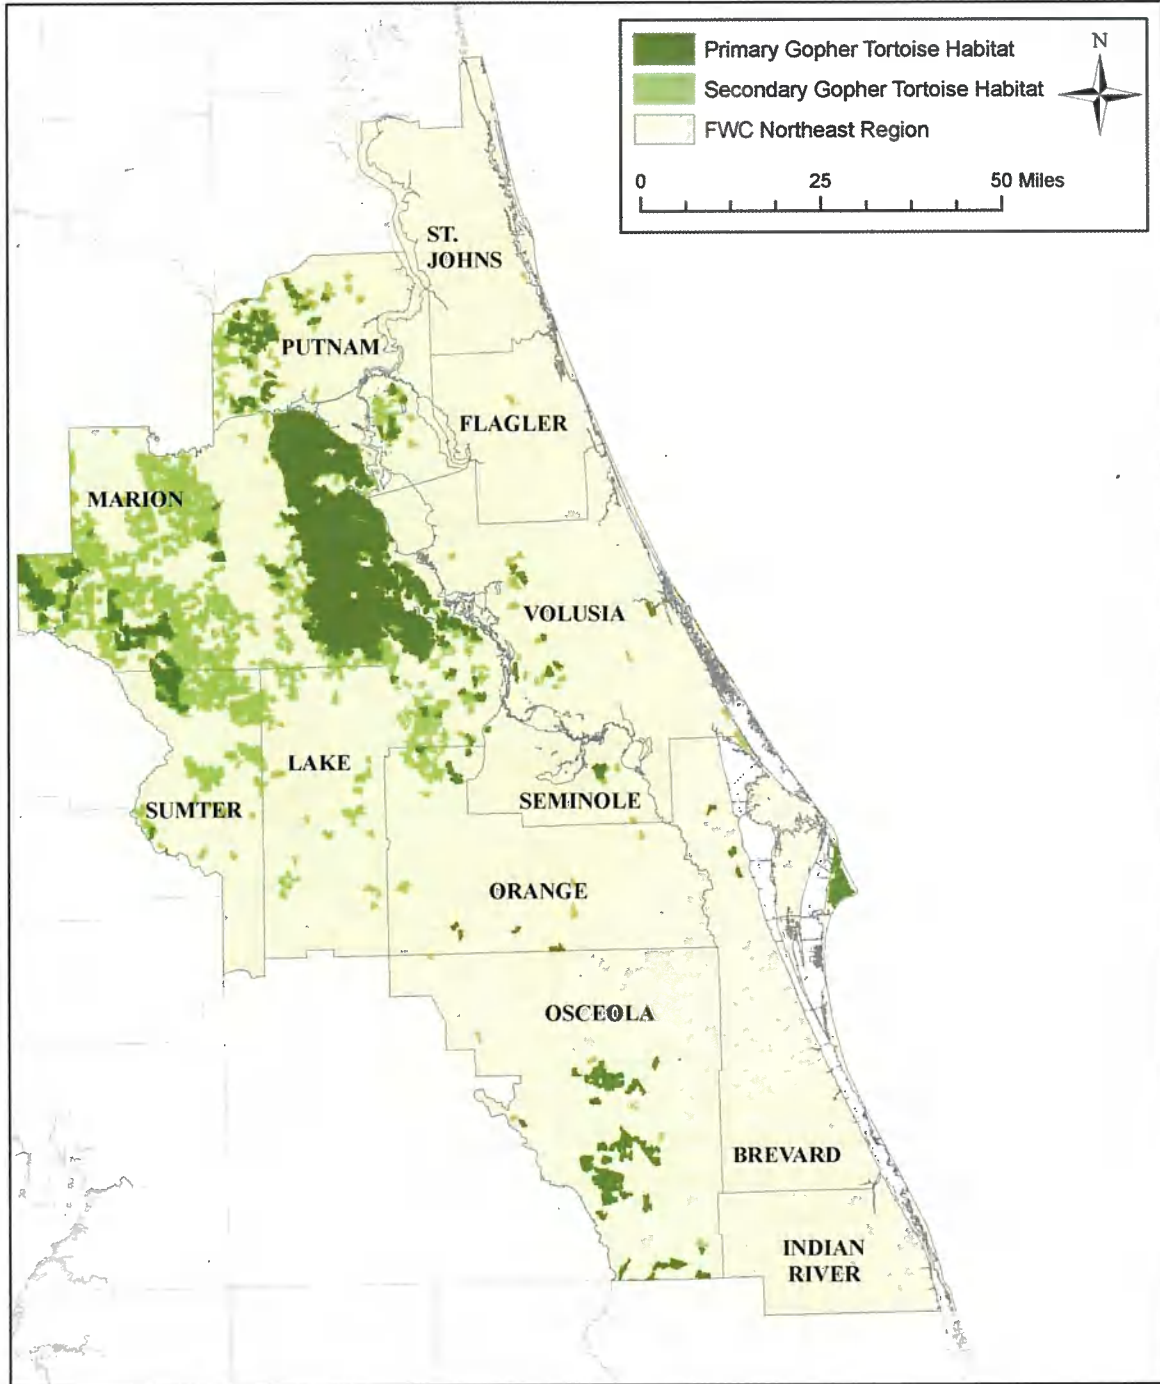 Primary Gopher Tortoise Habitat
Secondary Gopher Tortoise Habitat
FWC Northeast Region
N
0 25 50 Miles
ST.
JOHNS
PUTNAM
FLAGLER
MARION
VOLUSIA
LAKE
SUMTER
SEMINOLE
ORANGE
OSCEOLA
BREVARD
INDIAN
RIVER